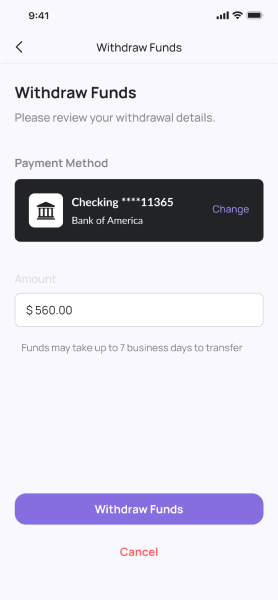 9:41
Withdraw Funds
Withdraw Funds
Please review your withdrawal details.
Payment Method
Checking ****11365
Bank of America
Change
Amount
$ 560.00
Funds may take up to 7 business days to transfer
Withdraw Funds
Cancel